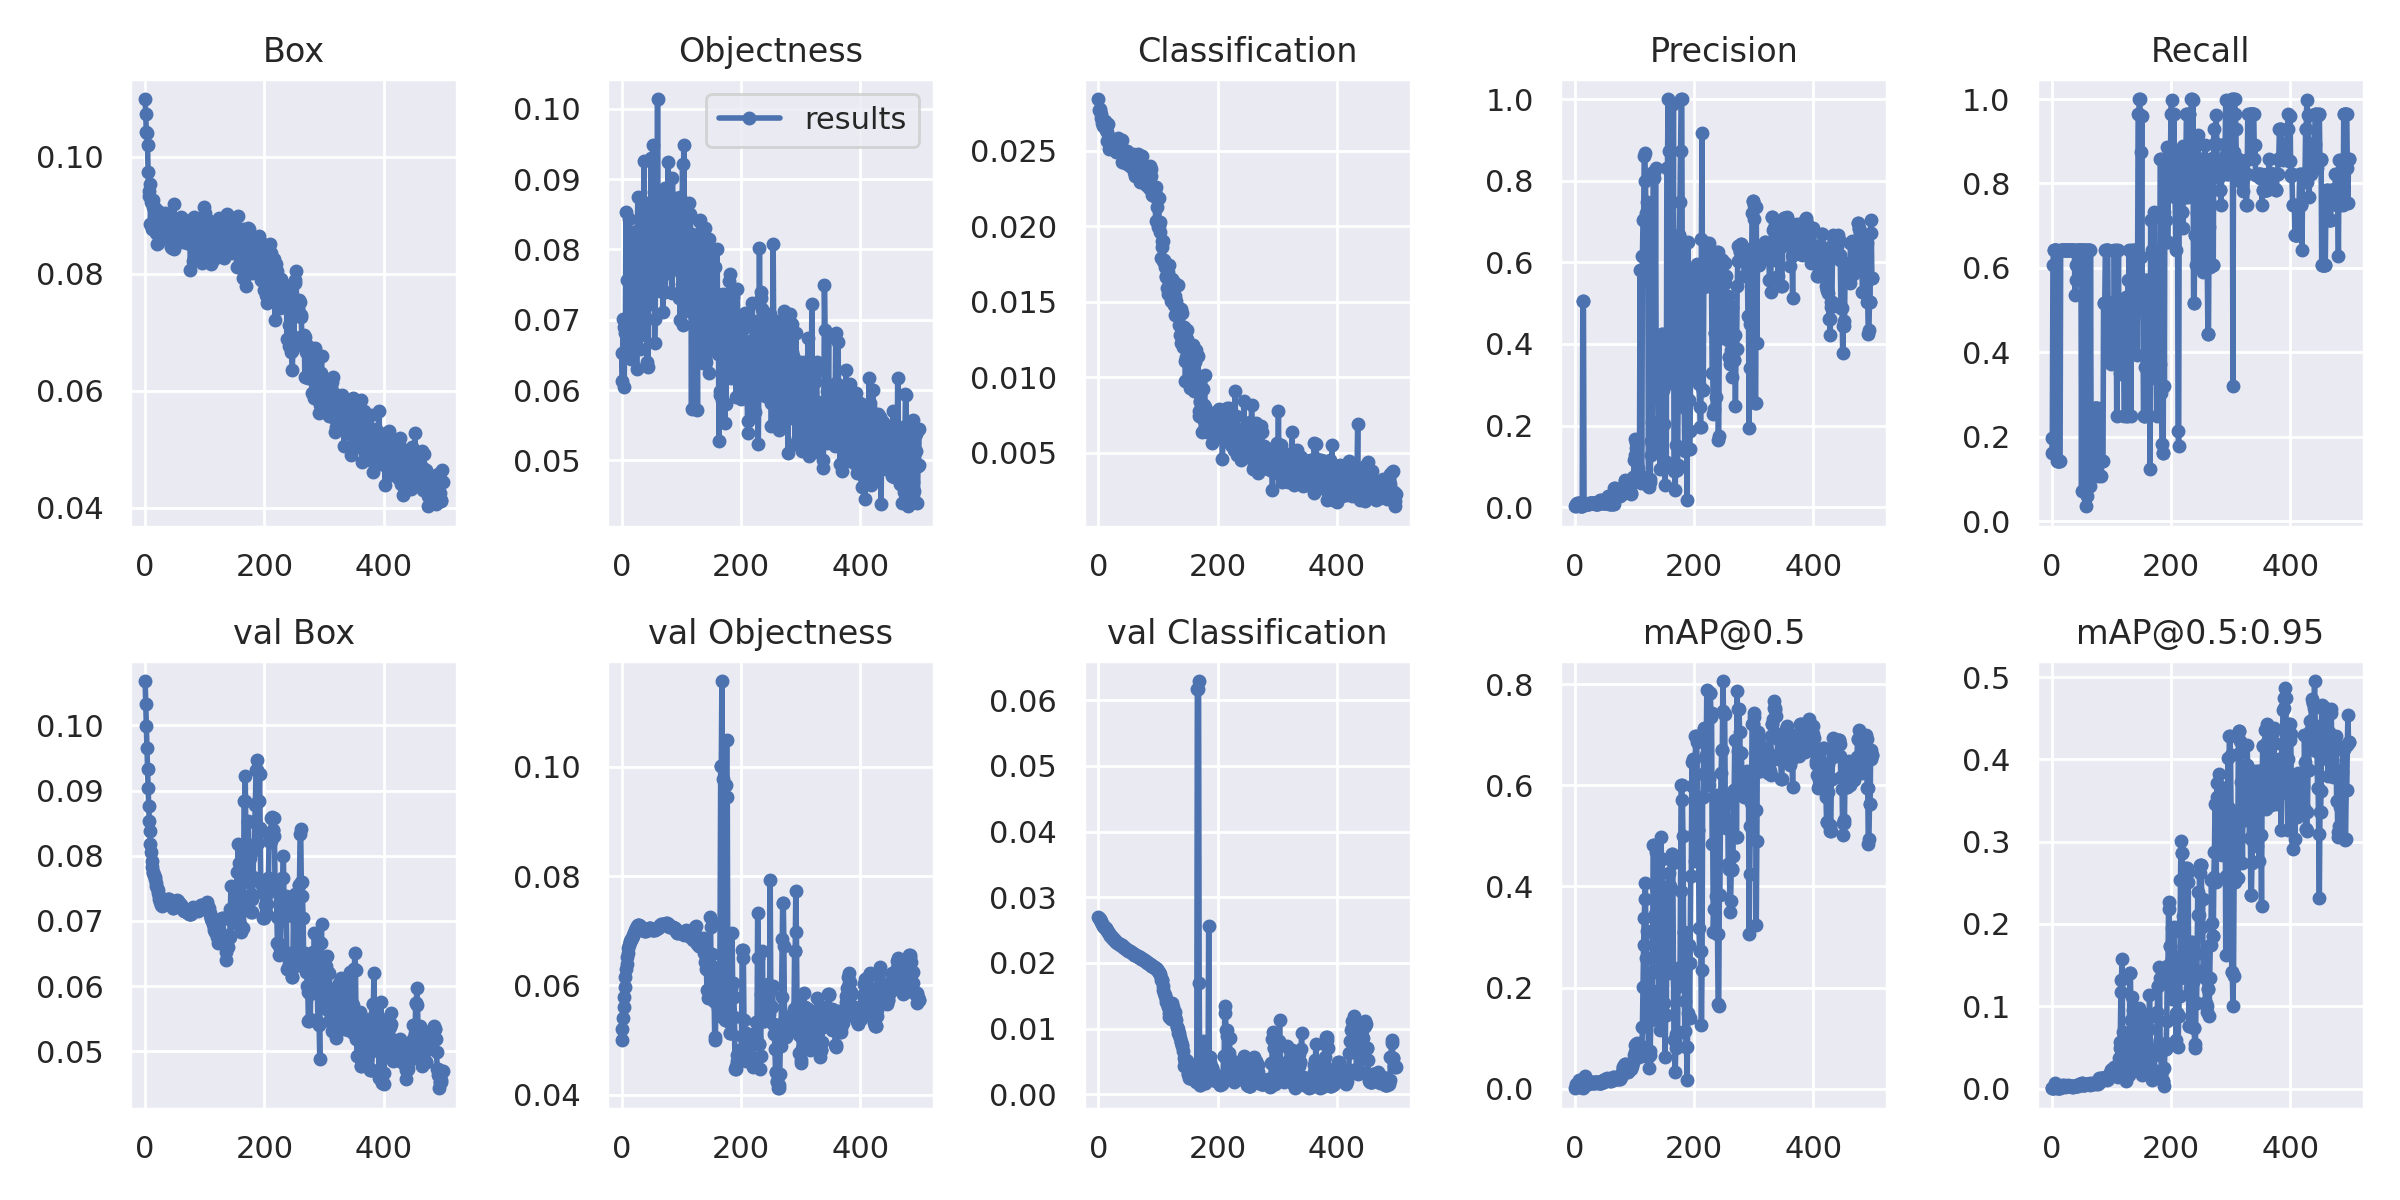 Box
Objectness
Classification
Precision
Recall
0.10
0.08
0.06
0.04
0 200 400
results
0.10
0.09
0.08
0.07
0.06
0.05
0 200 400
0.025
0.020
0.015
0.010
0.005
0 200 400
1.0
0.8
0.6
0.4
0.2
0.0
0 200 400
1.0
0.8
0.6
0.4
0.2
0.0
0 200 400
val Box
val Objectness
val Classification
mAP@0.5
mAP@0.5:0.95
0.10
0.09
0.08
0.07
0.06
0.05
0 200 400
0.10
0.08
0.06
0.04
0 200 400
0.06
0.05
0.04
0.03
0.02
0.01
0.00
0 200 400
0.8
0.6
0.4
0.2
0.0
0 200 400
0.5
0.4
0.3
0.2
0.1
0.0
0 200 400